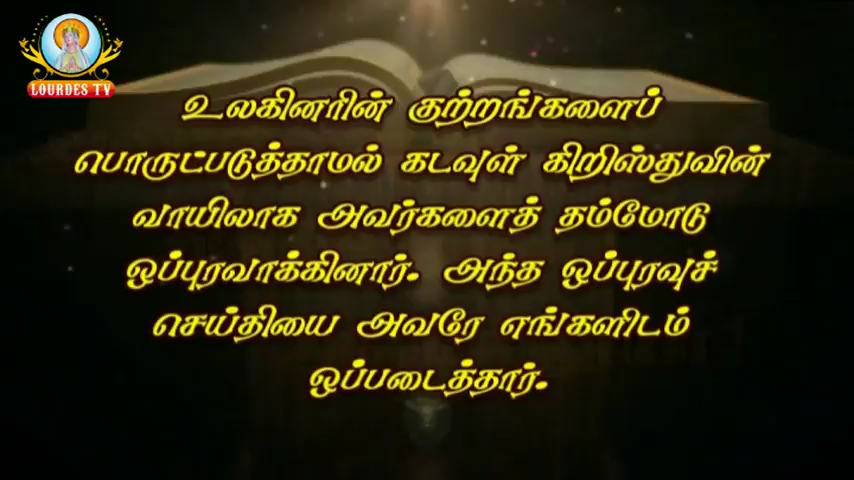 LOURDES TV
உலகினரின் குற்றங்களைப்
பொருட்படுத்தாமல் கடவுள் கிறிஸ்துவின்
வாயிலாக அவர்களைத் தம்மோடு
ஒப்புரவாக்கினார். அந்த ஒப்புரவுச்
செய்தியை அவரே எங்களிடம்
ஒப்படைத்தார்.